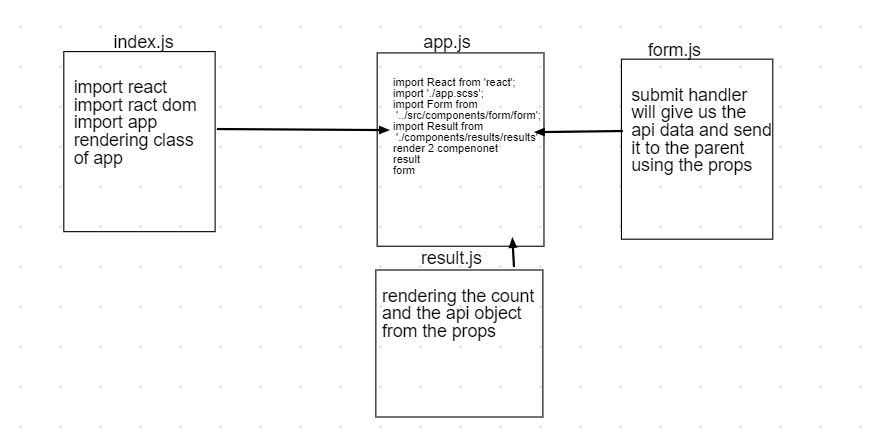 index.js
import react
import ract dom
import app
rendering class
of app
app.js
import React from 'react';
import './app.scss';
import Form from
'../src/components/form/form';
import Result from
'./components/results/results'
render 2 compenonet
result
form
form.js
submit handler
will give us the
api data and send
it to the parent
using the props
result.js
rendering the count
and the api object
from the props